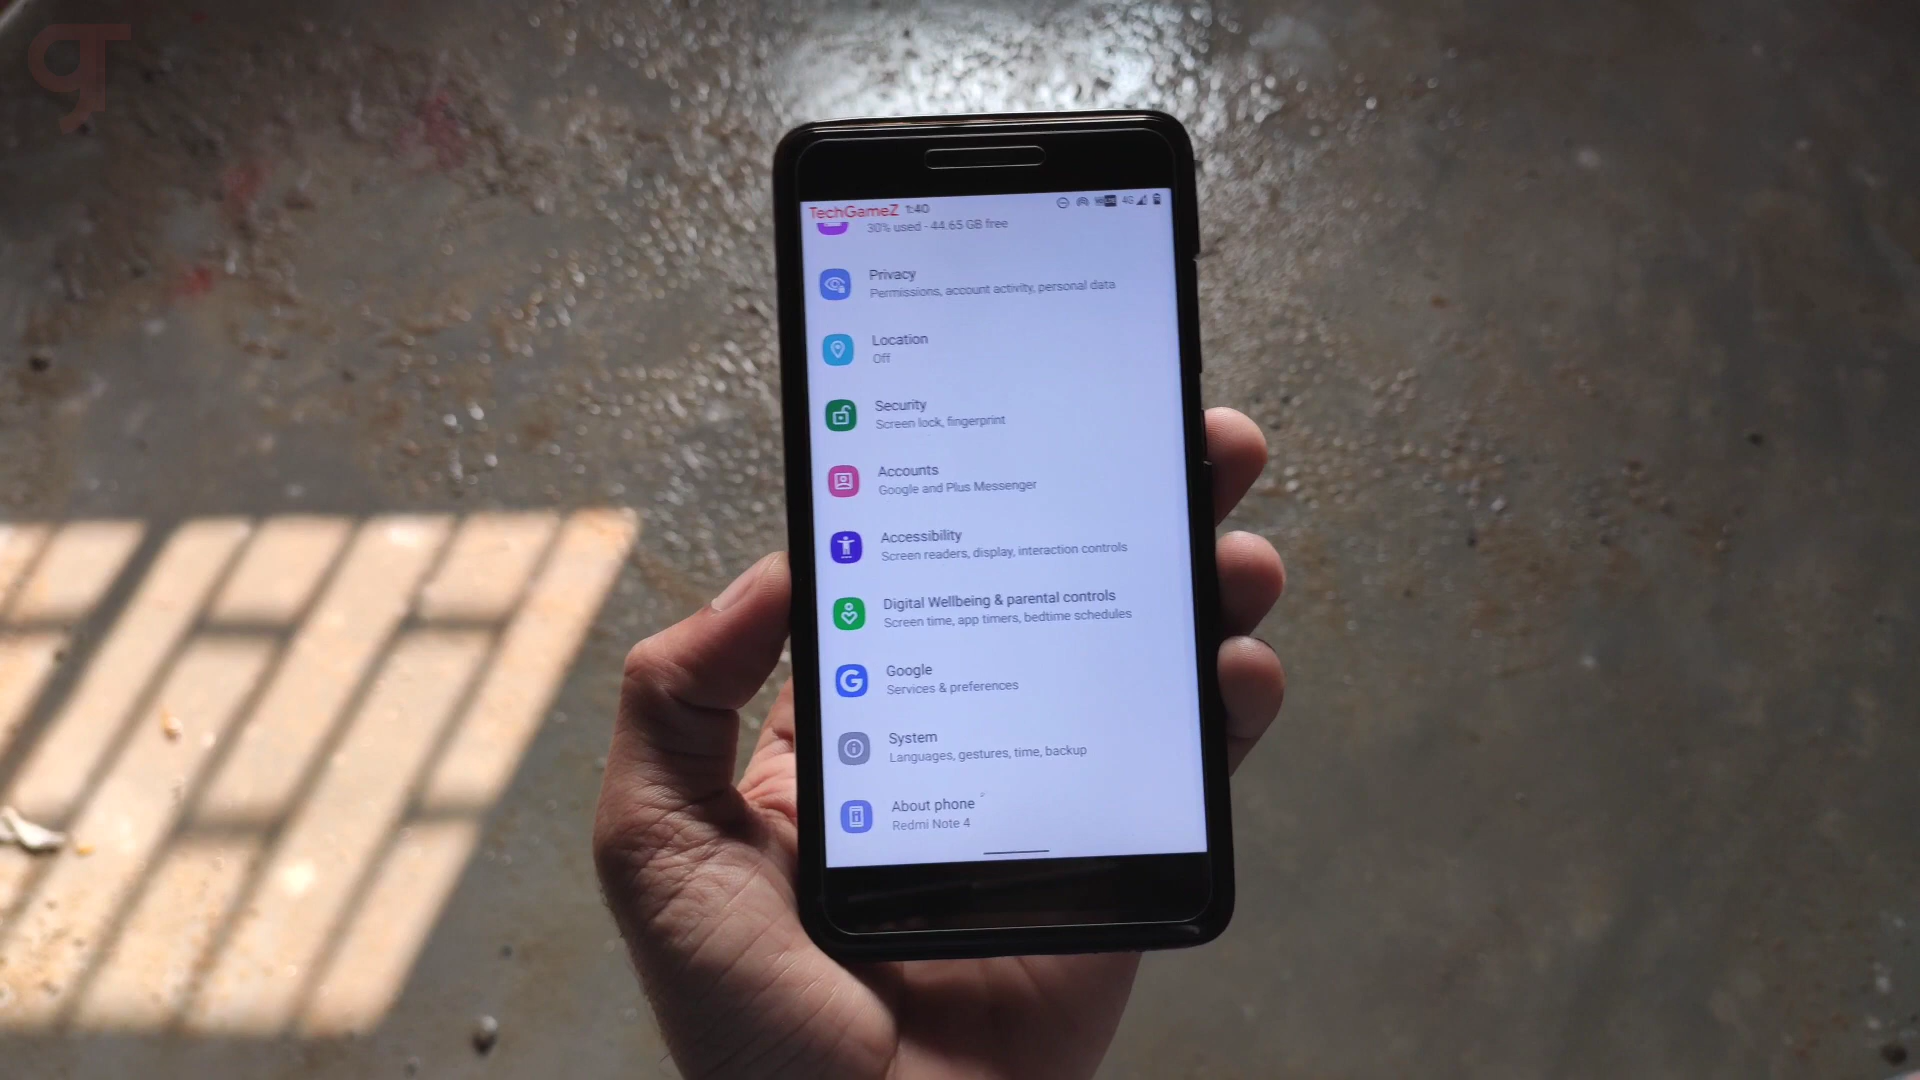 TechGameZ 1:40 4G
30% used - 44.65 GB free
Privacy
Permissions, account activity, personal data
Location
Off
Security
Screen lock, fingerprint
Accounts
Google and Plus Messenger
Accessibility
Screen readers, display, interaction controls
Digital Wellbeing & parental controls
Screen time, app timers, bedtime schedules
Google
Services & preferences
System
Languages, gestures, time, backup
About phone
Redmi Note 4